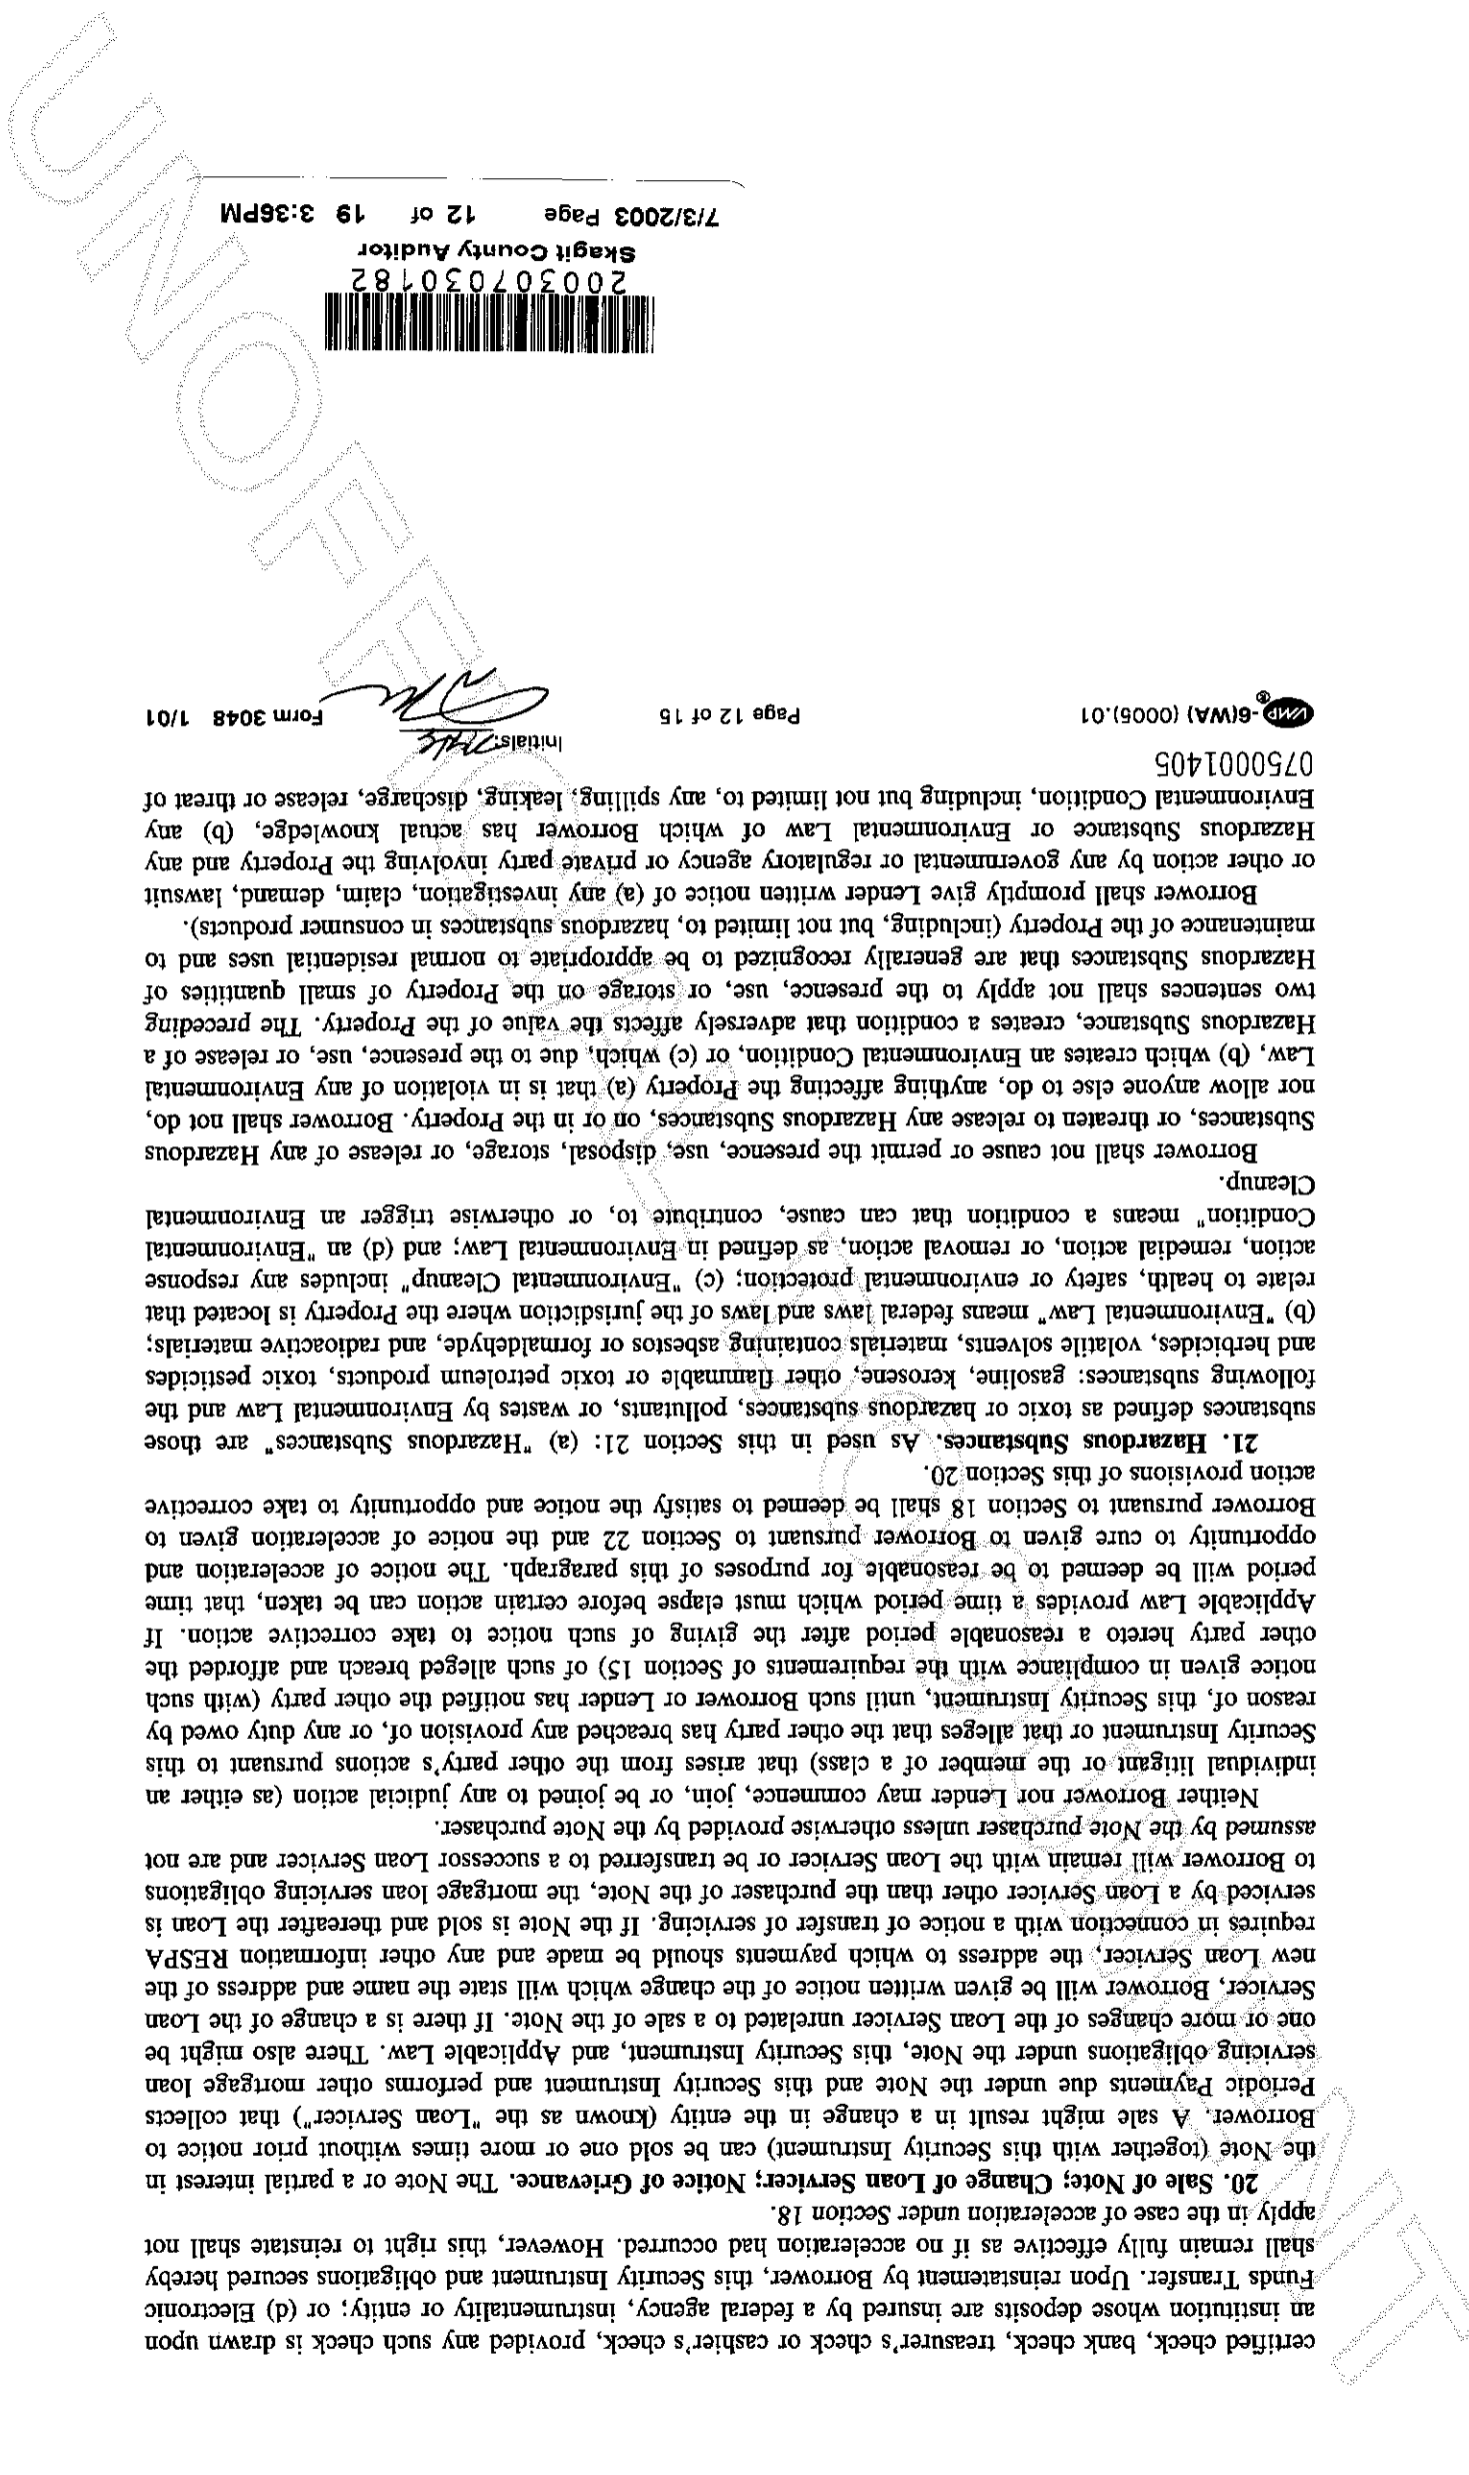 certified check, bank check, treasurer's check or cashier's check, provided any such check is drawn upon
an institution whose deposits are insured by a federal agency, instrumentality or entity; or (d) Electronic
Funds Transfer. Upon reinstatement by Borrower, this Security Instrument and obligations secured hereby
shall remain fully effective as if no acceleration had occurred. However, this right to reinstate shall not
apply in the case of acceleration under Section 18.
20. Sale of Note; Change of Loan Servicer; Notice of Grievance. The Note or a partial interest in
the Note (together with this Security Instrument) can be sold one or more times without prior notice to
Borrower. A sale might result in a change in the entity (known as the "Loan Servicer") that collects
Periodic Payments due under the Note and this Security Instrument and performs other mortgage loan
servicing obligations under the Note, this Security Instrument, and Applicable Law. There also might be
one or more changes of the Loan Servicer unrelated to a sale of the Note. If there is a change of the Loan
Servicer, Borrower will be given written notice of the change which will state the name and address of the
new Loan Servicer, the address to which payments should be made and any other information RESPA
requires in connection with a notice of transfer of servicing. If the Note is sold and thereafter the Loan is
serviced by a Loan Servicer other than the purchaser of the Note, the mortgage loan servicing obligations
to Borrower will remain with the Loan Servicer or be transferred to a successor Loan Servicer and are not
assumed by the Note purchaser unless otherwise provided by the Note purchaser.
Neither Borrower nor Lender may commence, join, or be joined to any judicial action (as either an
individual litigant or the member of a class) that arises from the other party's actions pursuant to this
Security Instrument or that alleges that the other party has breached any provision of, or any duty owed by
reason of, this Security Instrument, until such Borrower or Lender has notified the other party (with such
notice given in compliance with the requirements of Section 15) of such alleged breach and afforded the
other party hereto a reasonable period after the giving of such notice to take corrective action. If
Applicable Law provides a time period which must elapse before certain action can be taken, that time
period will be deemed to be reasonable for purposes of this paragraph. The notice of acceleration and
opportunity to cure given to Borrower pursuant to Section 22 and the notice of acceleration given to
Borrower pursuant to Section 18 shall be deemed to satisfy the notice and opportunity to take corrective
action provisions of this Section 20.
21. Hazardous Substances. As used in this Section 21: (a) "Hazardous Substances" are those
substances defined as toxic or hazardous substances, pollutants, or wastes by Environmental Law and the
following substances: gasoline, kerosene, other flammable or toxic petroleum products, toxic pesticides
and herbicides, volatile solvents, materials containing asbestos or formaldehyde, and radioactive materials;
(b) "Environmental Law" means federal laws and laws of the jurisdiction where the Property is located that
relate to health, safety or environmental protection; (c) "Environmental Cleanup" includes any response
action, remedial action, or removal action, as defined in Environmental Law; and (d) an "Environmental
Condition" means a condition that can cause, contribute to, or otherwise trigger an Environmental
Cleanup.
Borrower shall not cause or permit the presence, use, disposal, storage, or release of any Hazardous
Substances, or threaten to release any Hazardous Substances, on or in the Property. Borrower shall not do,
nor allow anyone else to do, anything affecting the Property (a) that is in violation of any Environmental
Law, (b) which creates an Environmental Condition, or (c) which, due to the presence, use, or release of a
Hazardous Substance, creates a condition that adversely affects the value of the Property. The preceding
two sentences shall not apply to the presence, use, or storage on the Property of small quantities of
Hazardous Substances that are generally recognized to be appropriate to normal residential uses and to
maintenance of the Property (including, but not limited to, hazardous substances in consumer products).
Borrower shall promptly give Lender written notice of (a) any investigation, claim, demand, lawsuit
or other action by any governmental or regulatory agency or private party involving the Property and any
Hazardous Substance or Environmental Law of which Borrower has actual knowledge, (b) any
Environmental Condition, including but not limited to, any spilling, leaking, discharge, release or threat of
0750001405
Initials:
VMP®-6(WA) (0005).01 Page 12 of 15 Form 3048 1/01
200307030182
Skagit County Auditor
7/3/2003 Page 12 of 19 3:36PM
UNOFFICIAL DOCUMENT